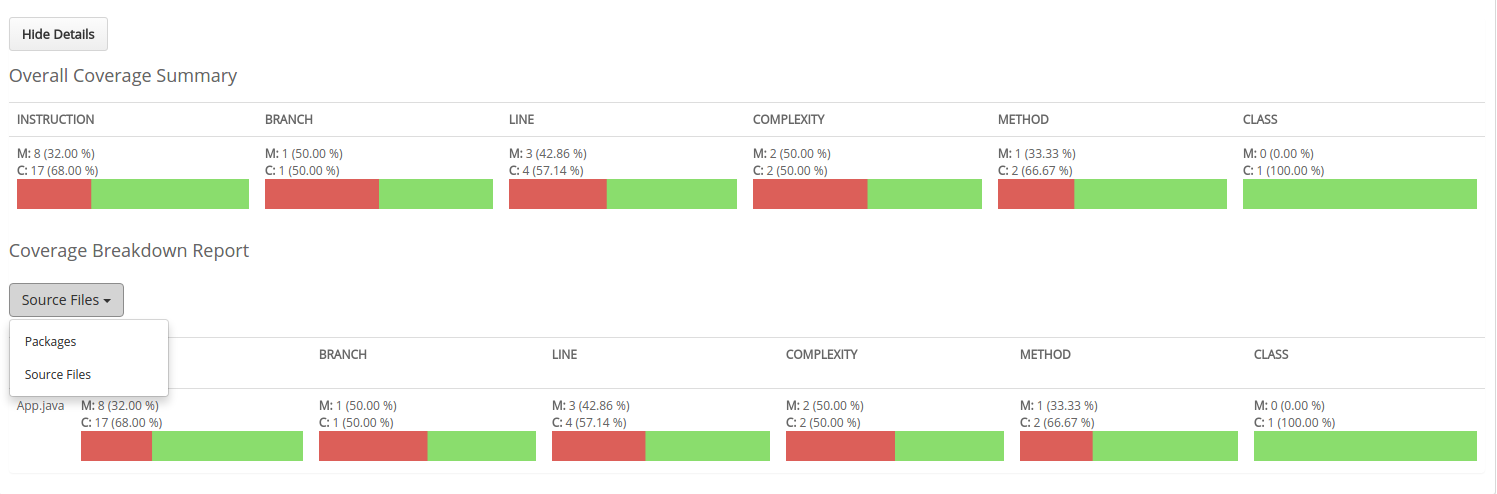 Hide Details
Overall Coverage Summary
INSTRUCTION BRANCH LINE COMPLEXITY METHOD CLASS
M: 8 (32.00 %) M: 1 (50.00 %) M: 3 (42.86 %) M: 2 (50.00 %) M: 1 (33.33 %) M: 0 (0.00 %)
C: 17 (68.00 %) C: 1 (50.00 %) C: 4 (57.14 %) C: 2 (50.00 %) C: 2 (66.67 %) C: 1 (100.00 %)
Coverage Breakdown Report
Source Files
Packages
BRANCH LINE COMPLEXITY METHOD CLASS
Source Files
App.java M: 8 (32.00 %) M: 1 (50.00 %) M: 3 (42.86 %) M: 2 (50.00 %) M: 1 (33.33 %) M: 0 (0.00 %)
C: 17 (68.00 %) C: 1 (50.00 %) C: 4 (57.14 %) C: 2 (50.00 %) C: 2 (66.67 %) C: 1 (100.00 %)